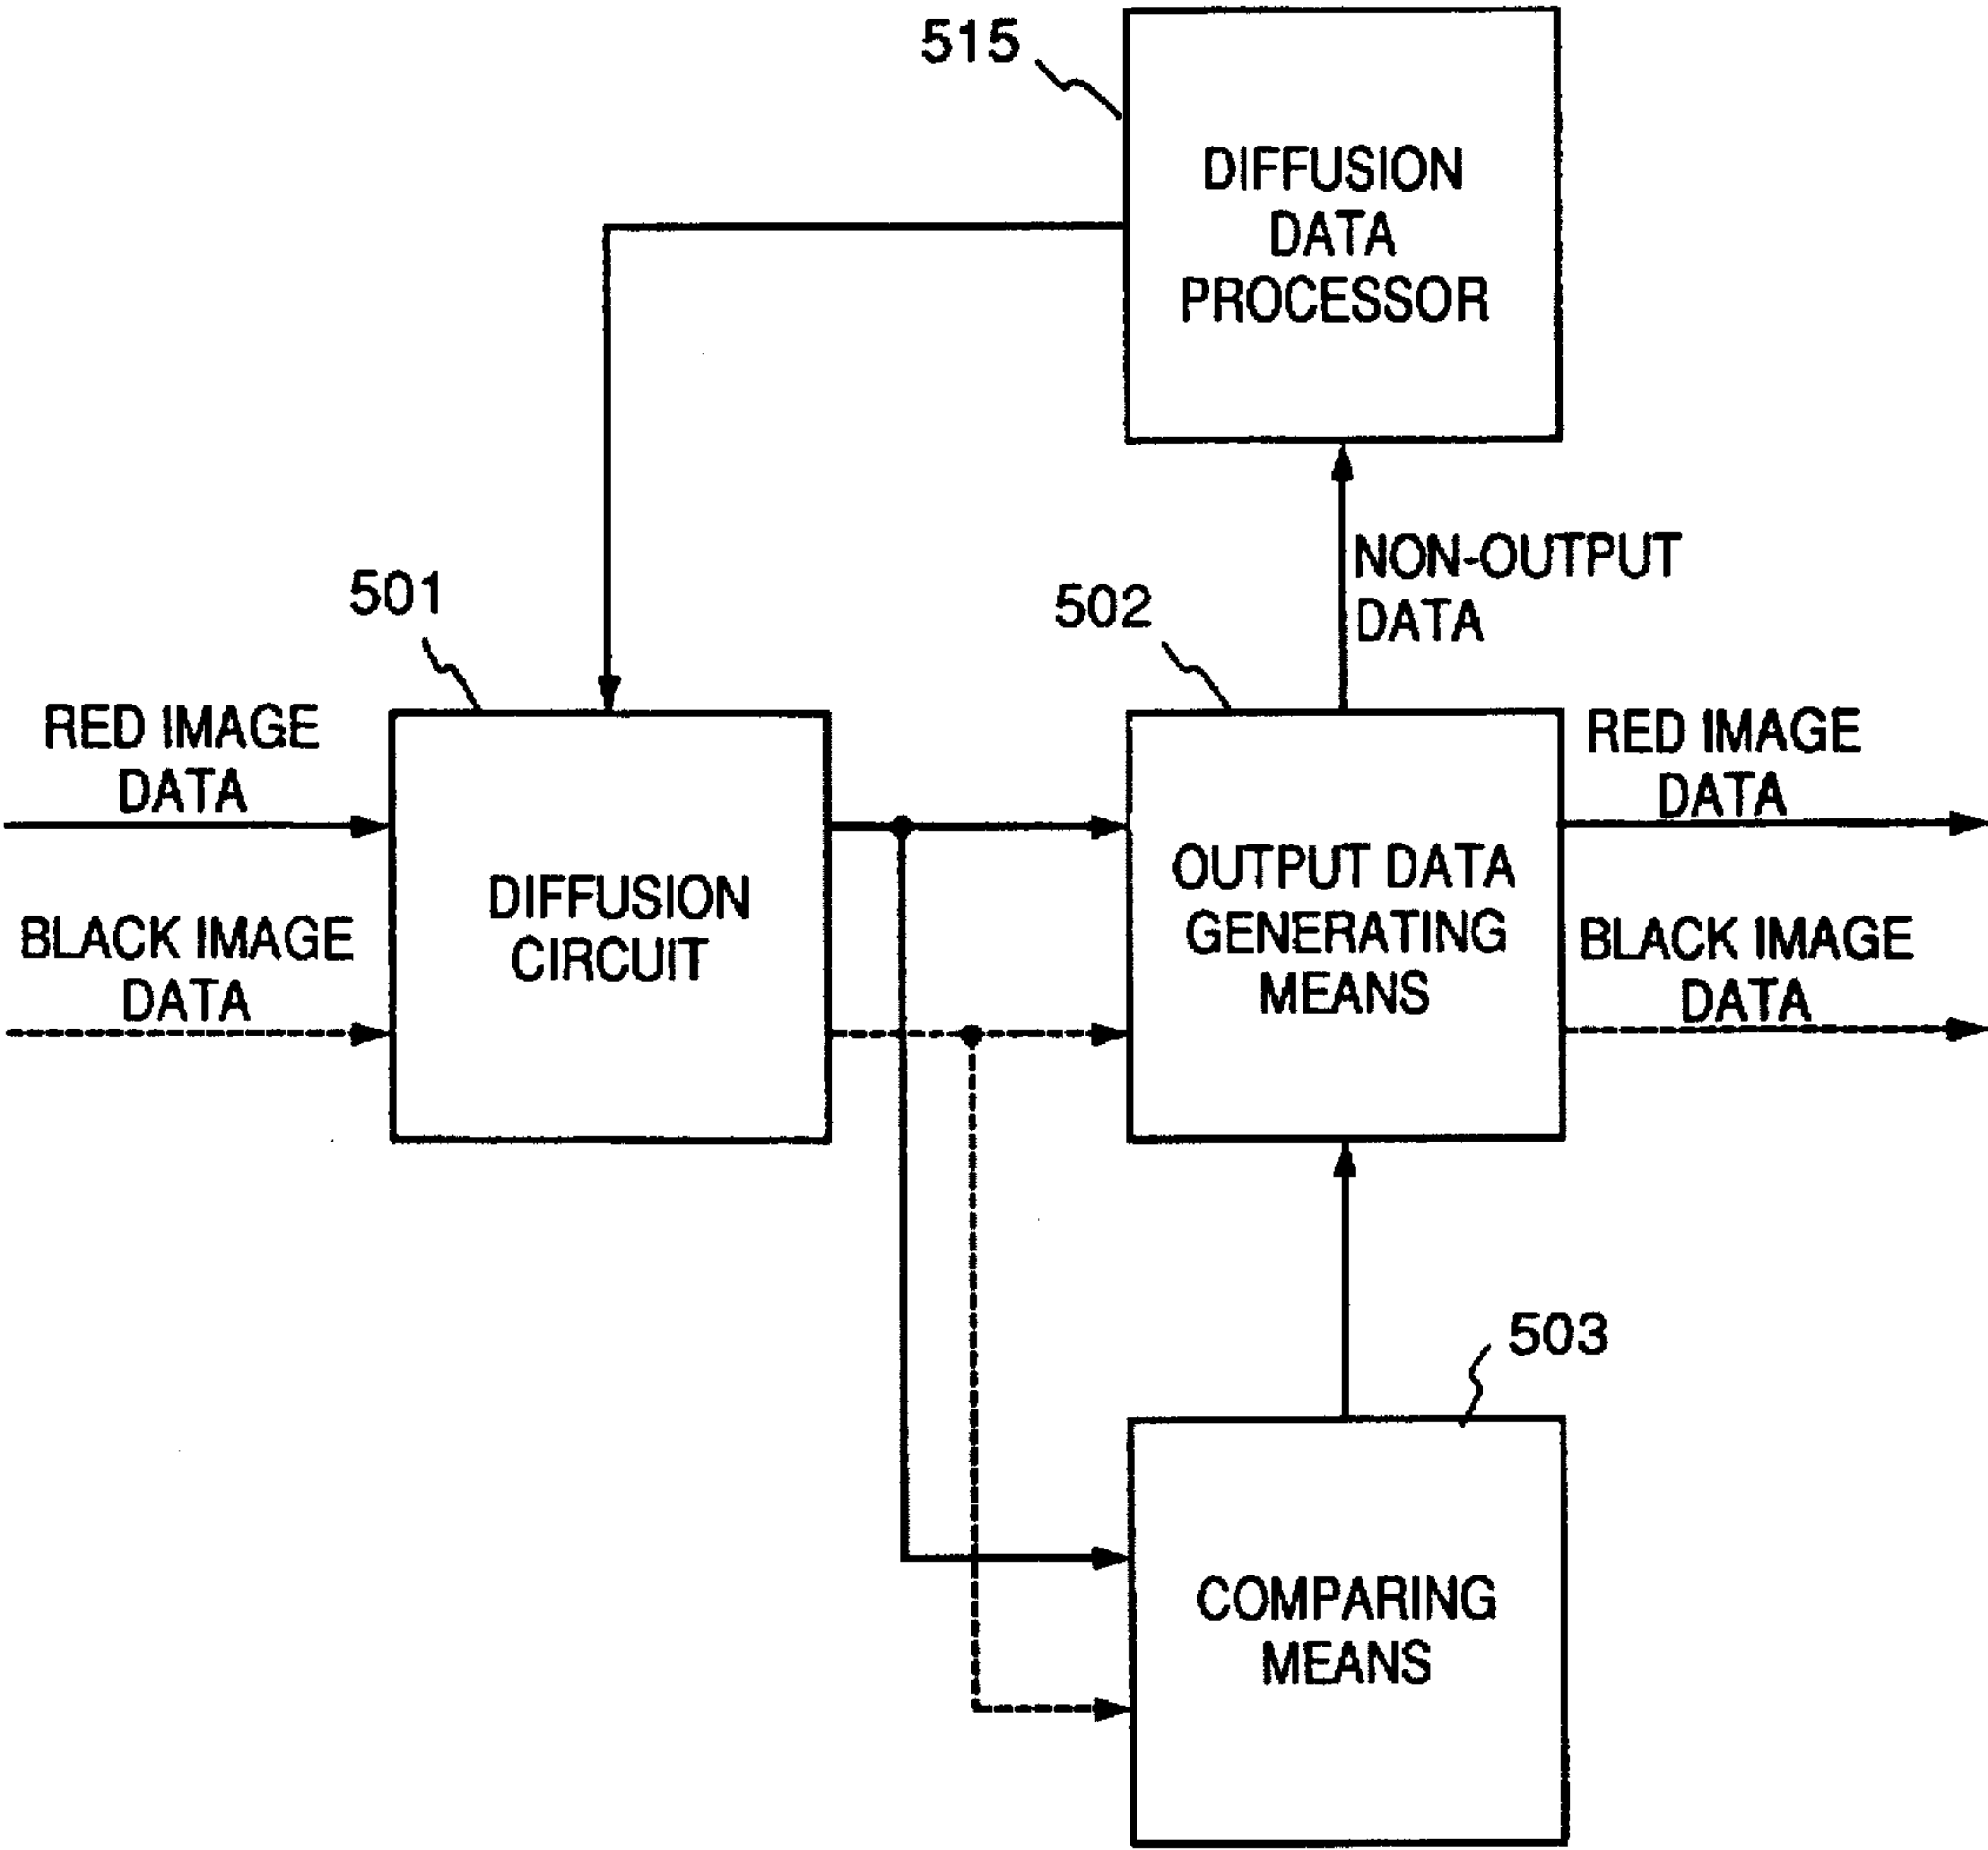 515
DIFFUSION
DATA
PROCESSOR
NON-OUTPUT
DATA
501
502
RED IMAGE
DATA
BLACK IMAGE
DATA
DIFFUSION
CIRCUIT
OUTPUT DATA
GENERATING
MEANS
RED IMAGE
DATA
BLACK IMAGE
DATA
503
COMPARING
MEANS